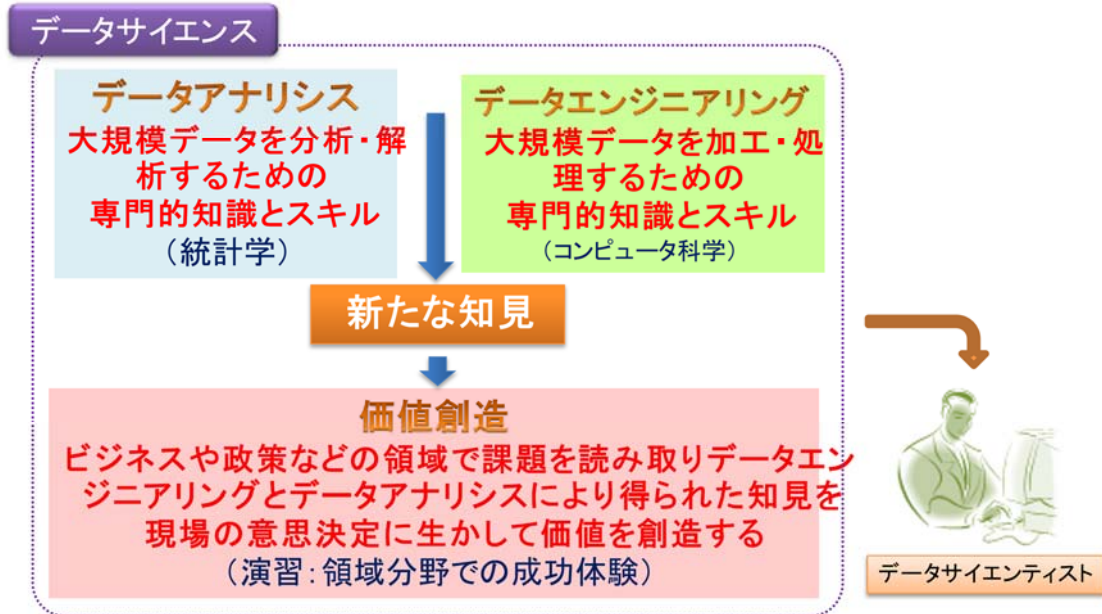 データサイエンス
データアナリシス
大規模データを分析・解
析するための
専門的知識とスキル
（統計学）
データエンジニアリング
大規模データを加工・処
理するための
専門的知識とスキル
（コンピュータ科学）
新たな知見
価値創造
ビジネスや政策などの領域で課題を読み取りデータエン
ジニアリングとデータアナリシスにより得られた知見を
現場の意思決定に生かして価値を創造する
（演習：領域分野での成功体験）
データサイエンティスト